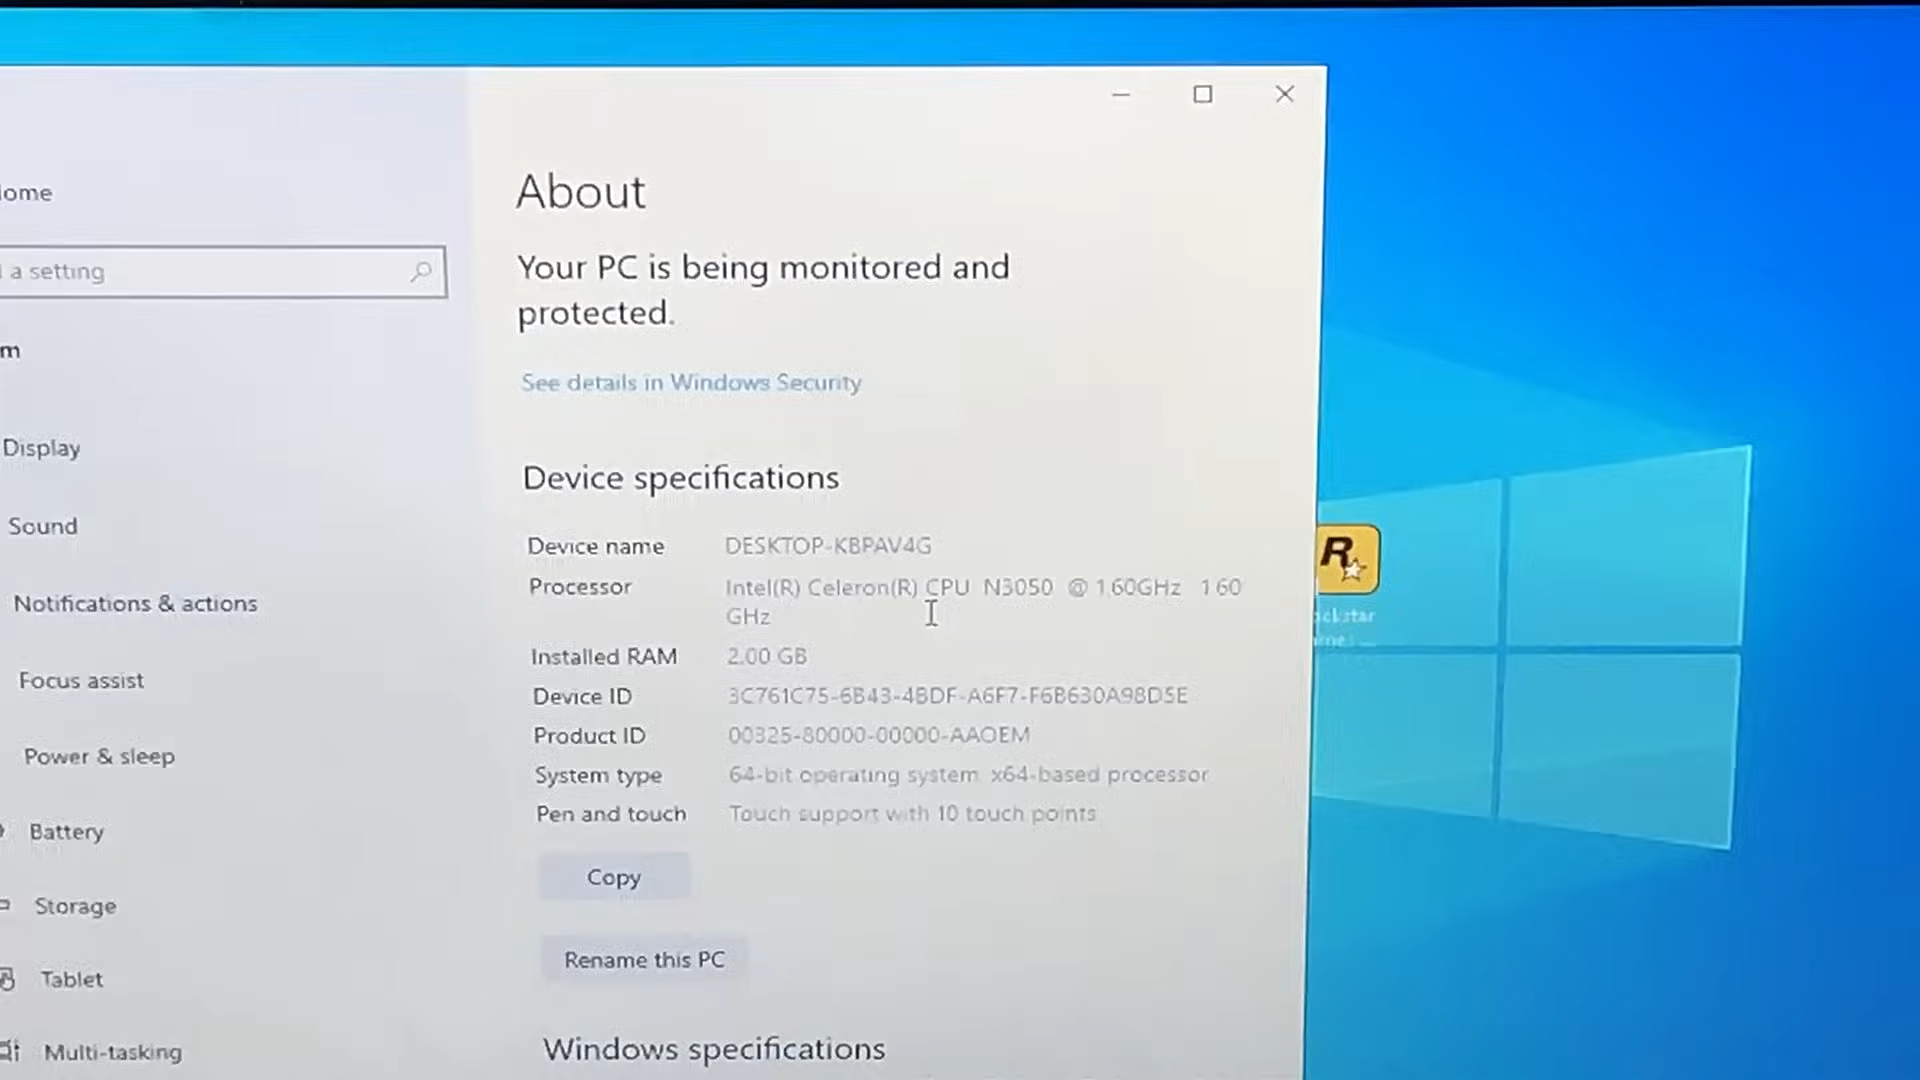 ome
a setting
m
Display
Sound
Notifications & actions
Focus assist
Power & sleep
Battery
Storage
Tablet
Multi-tasking
About
Your PC is being monitored and
protected.
See details in Windows Security
Device specifications
Device name DESKTOP-KBPAV4G
Processor Intel(R) Celeron(R) CPU N3050 @ 1.60GHz 1.60
GHz
Installed RAM 2.00 GB
Device ID 3C761C75-6B43-4BDF-A6F7-F6B630A98D5E
Product ID 00325-80000-00000-AAOEM
System type 64-bit operating system, x64-based processor
Pen and touch Touch support with 10 touch points
Copy
Rename this PC
Windows specifications
R
ckstar